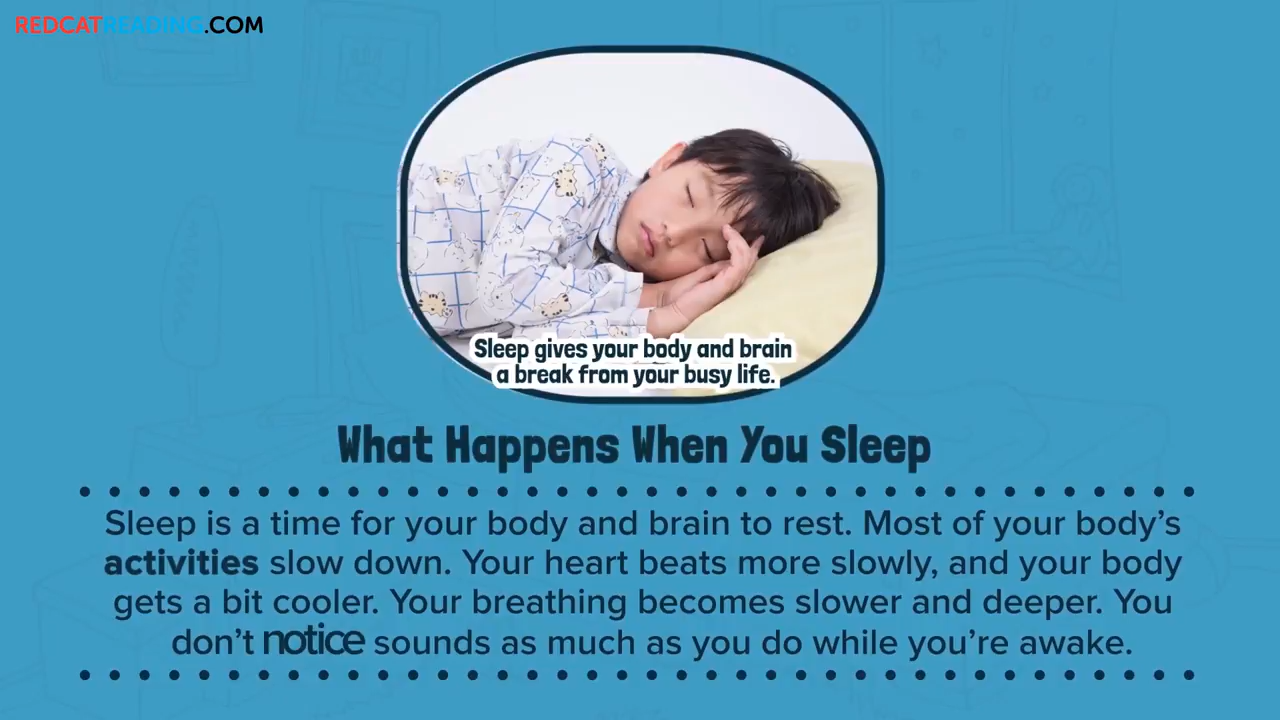 REDCATREADING.COM
Sleep gives your body and brain
a break from your busy life.
What Happens When You Sleep
Sleep is a time for your body and brain to rest. Most of your body’s
activities slow down. Your heart beats more slowly, and your body
gets a bit cooler. Your breathing becomes slower and deeper. You
don’t notice sounds as much as you do while you’re awake.